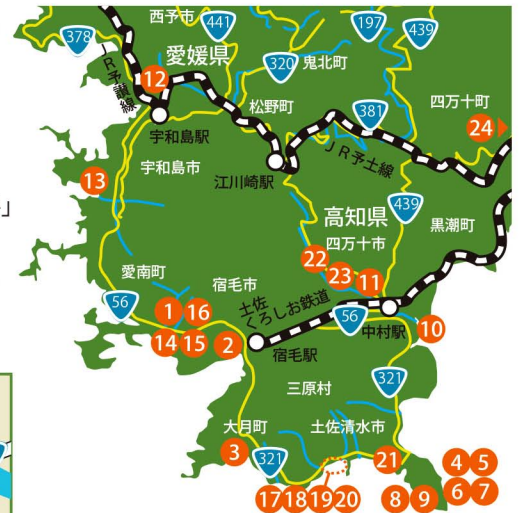 西予市
441
197
439
378
愛媛県
鬼北町
320
JR予讃線
12
松野町
381
四万十町
24
宇和島駅
JR予土線
宇和島市
江川崎駅
13
」
439
高知県
黒潮町
四万十市
愛南町
宿毛市
22
23
11
土佐
くろしお鉄道
56
1 16
56
14 15
2
宿毛駅
中村駅
10
三原村
321
大月町
土佐清水市
3
321
21
4 5
17 18 19 20
8 9
6 7